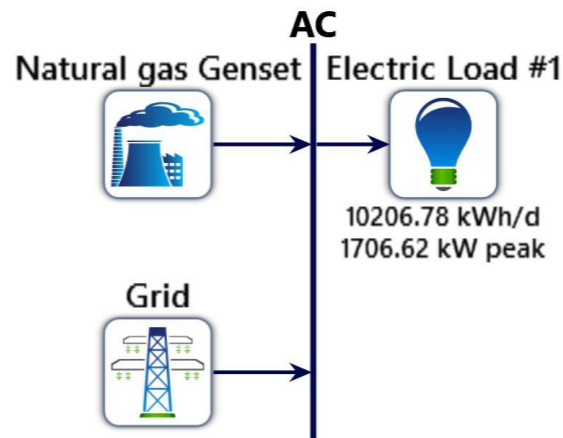 AC
Natural gas Genset
Electric Load #1
10206.78 kWh/d
1706.62 kW peak
Grid